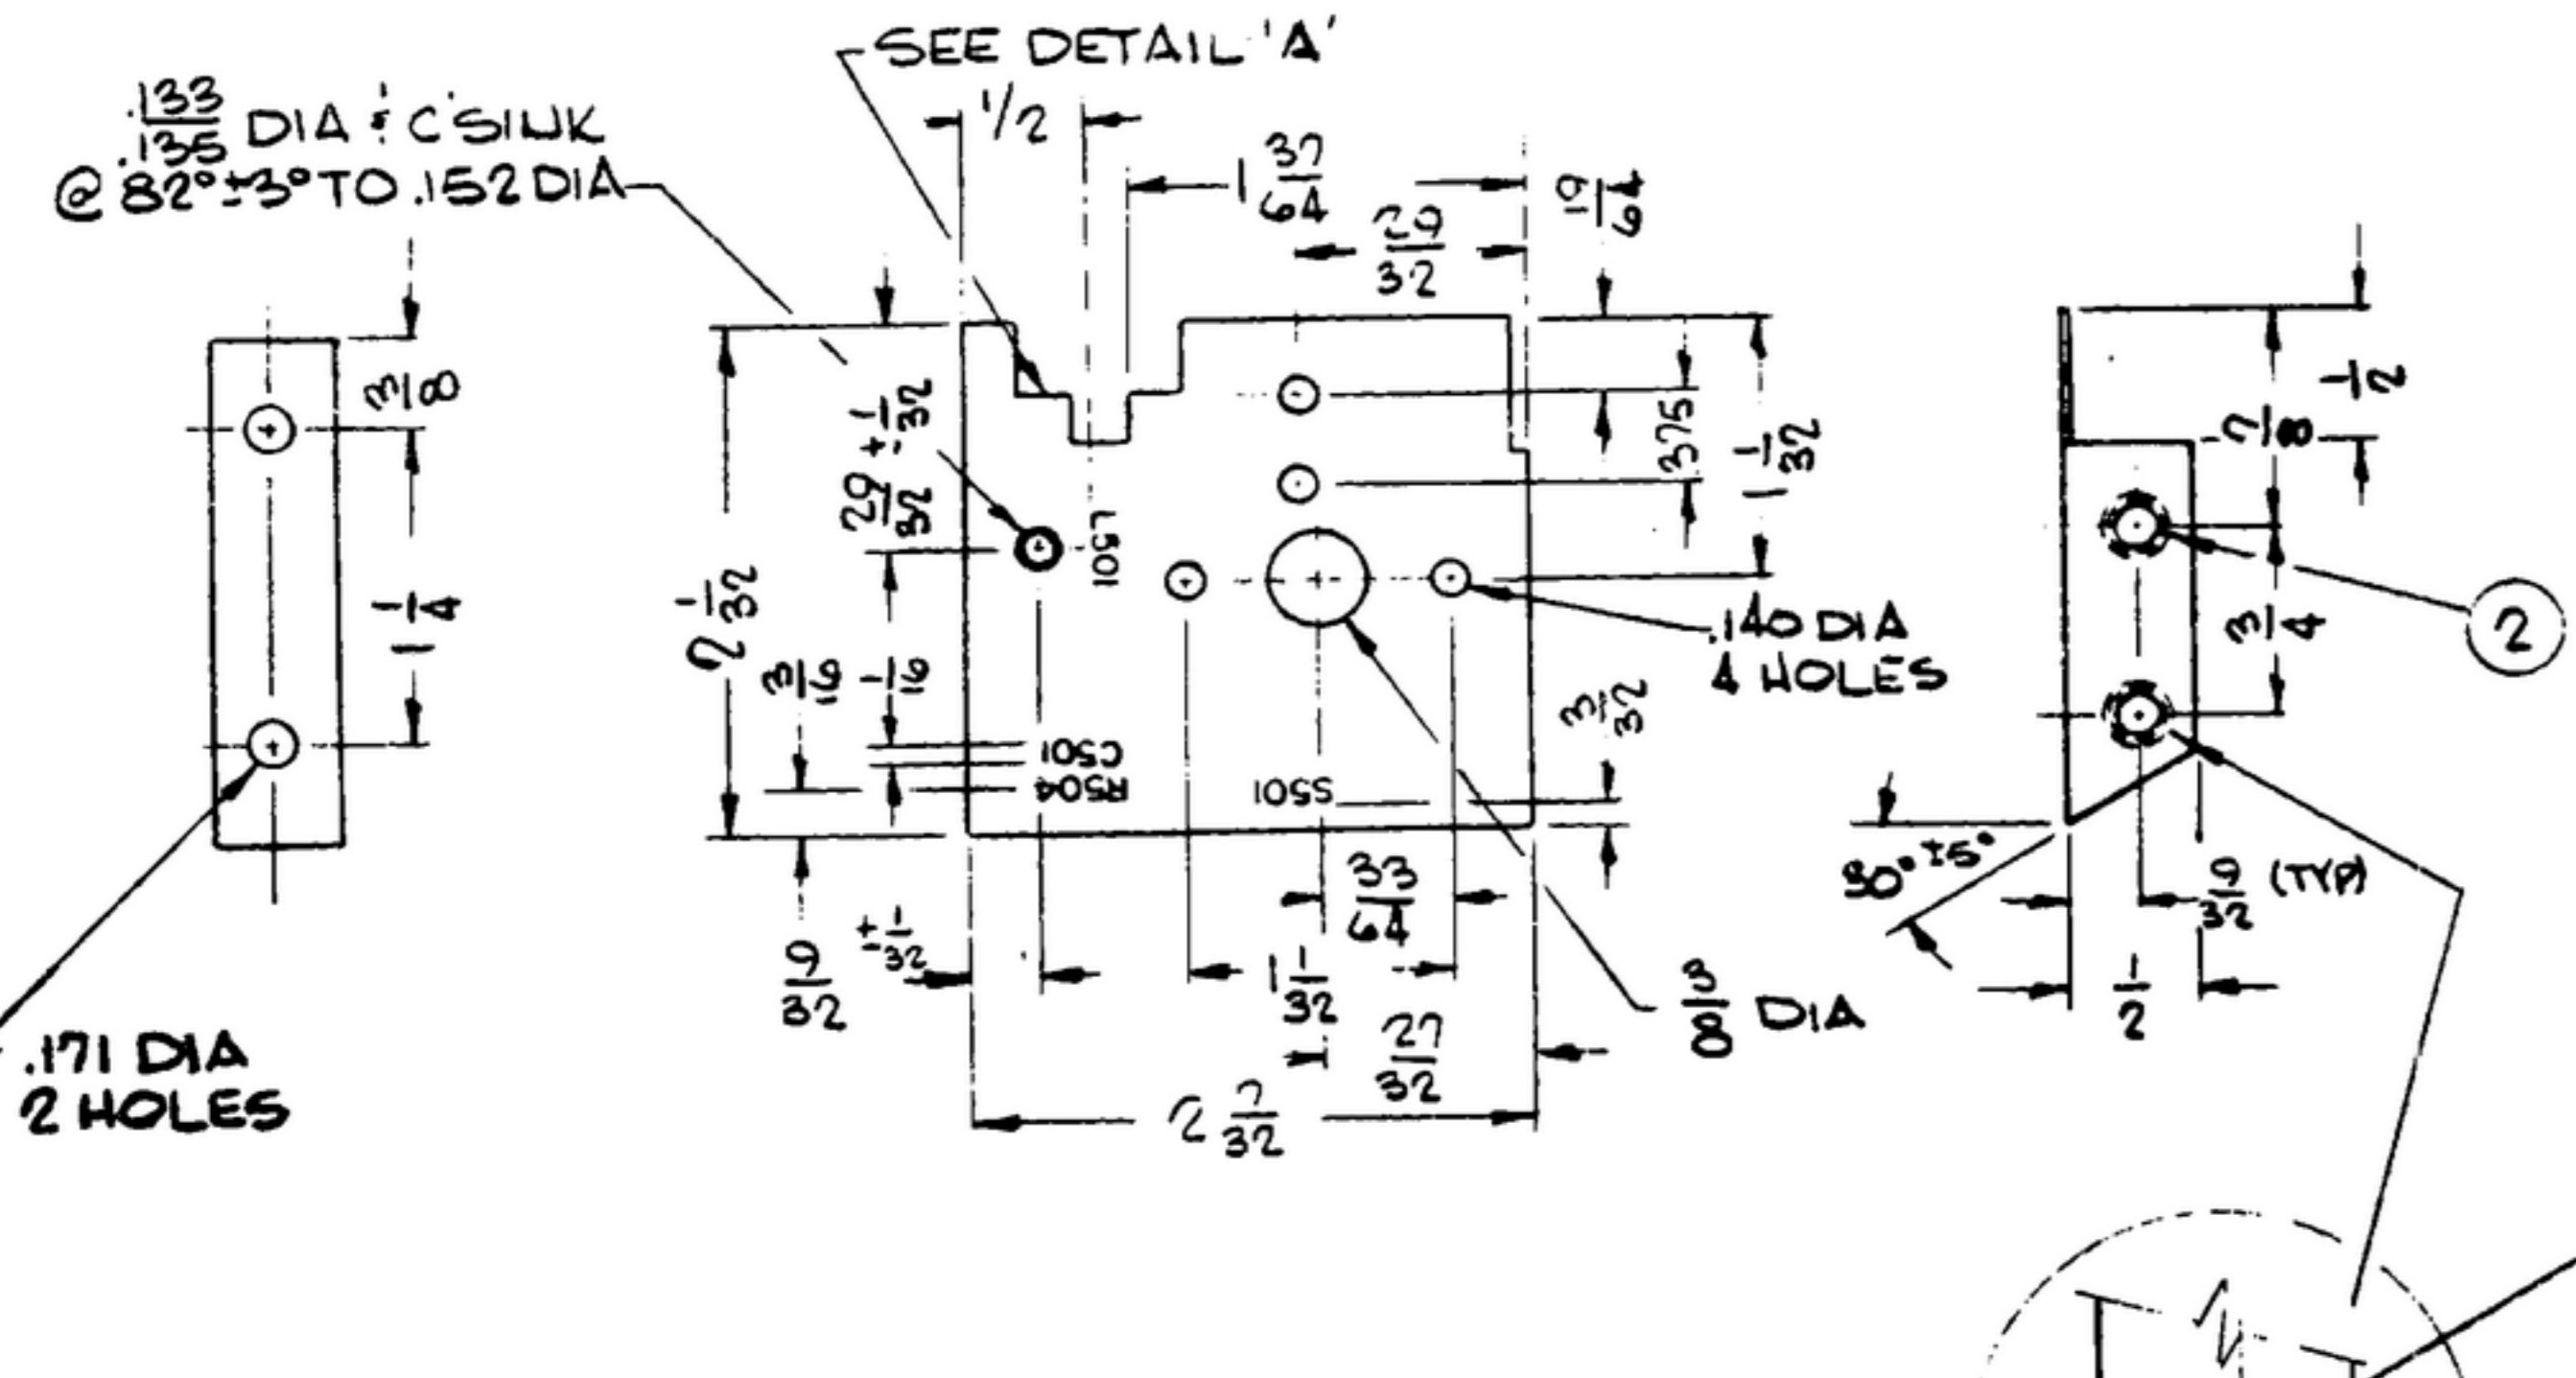 SEE DETAIL 'A'
.133
.135 DIA & C'SINK
@ 82° ±3° TO .152 DIA
1/2
1 37/64
29/32
19/64
3/8
1 1/4
29/32 ± 1/32
2 1/32
3/16
1/16
L501
C501
R504
S501
.375
1 1/32
.140 DIA
4 HOLES
3/32
1/2
7/8
3/4
2
30° ±5°
9/32 (TYP)
1/2
9/32 ± 1/32
33/64
1 1/32
27/32
2 7/32
3/8 DIA
.171 DIA
2 HOLES